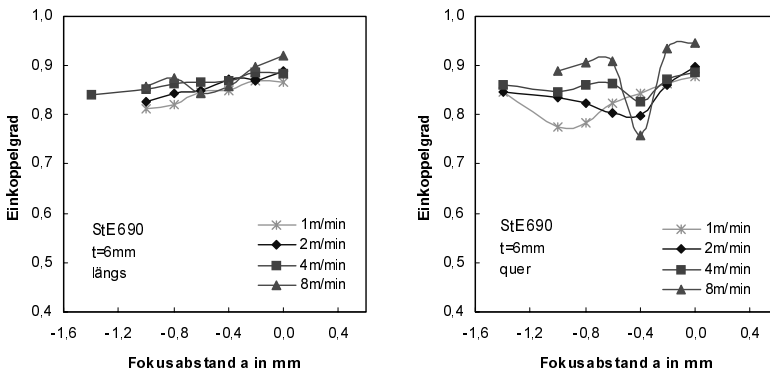 1,0
0,9
0,8
0,7
0,6
0,5
0,4
Einkoppelgrad
StE690
t=6mm
längs
1m/min
2m/min
4m/min
8m/min
-1,6 -1,2 -0,8 -0,4 0,0 0,4
Fokusabstand a in mm
1,0
0,9
0,8
0,7
0,6
0,5
0,4
Einkoppelgrad
StE690
t=6mm
quer
1m/min
2m/min
4m/min
8m/min
-1,6 -1,2 -0,8 -0,4 0,0 0,4
Fokusabstand a in mm